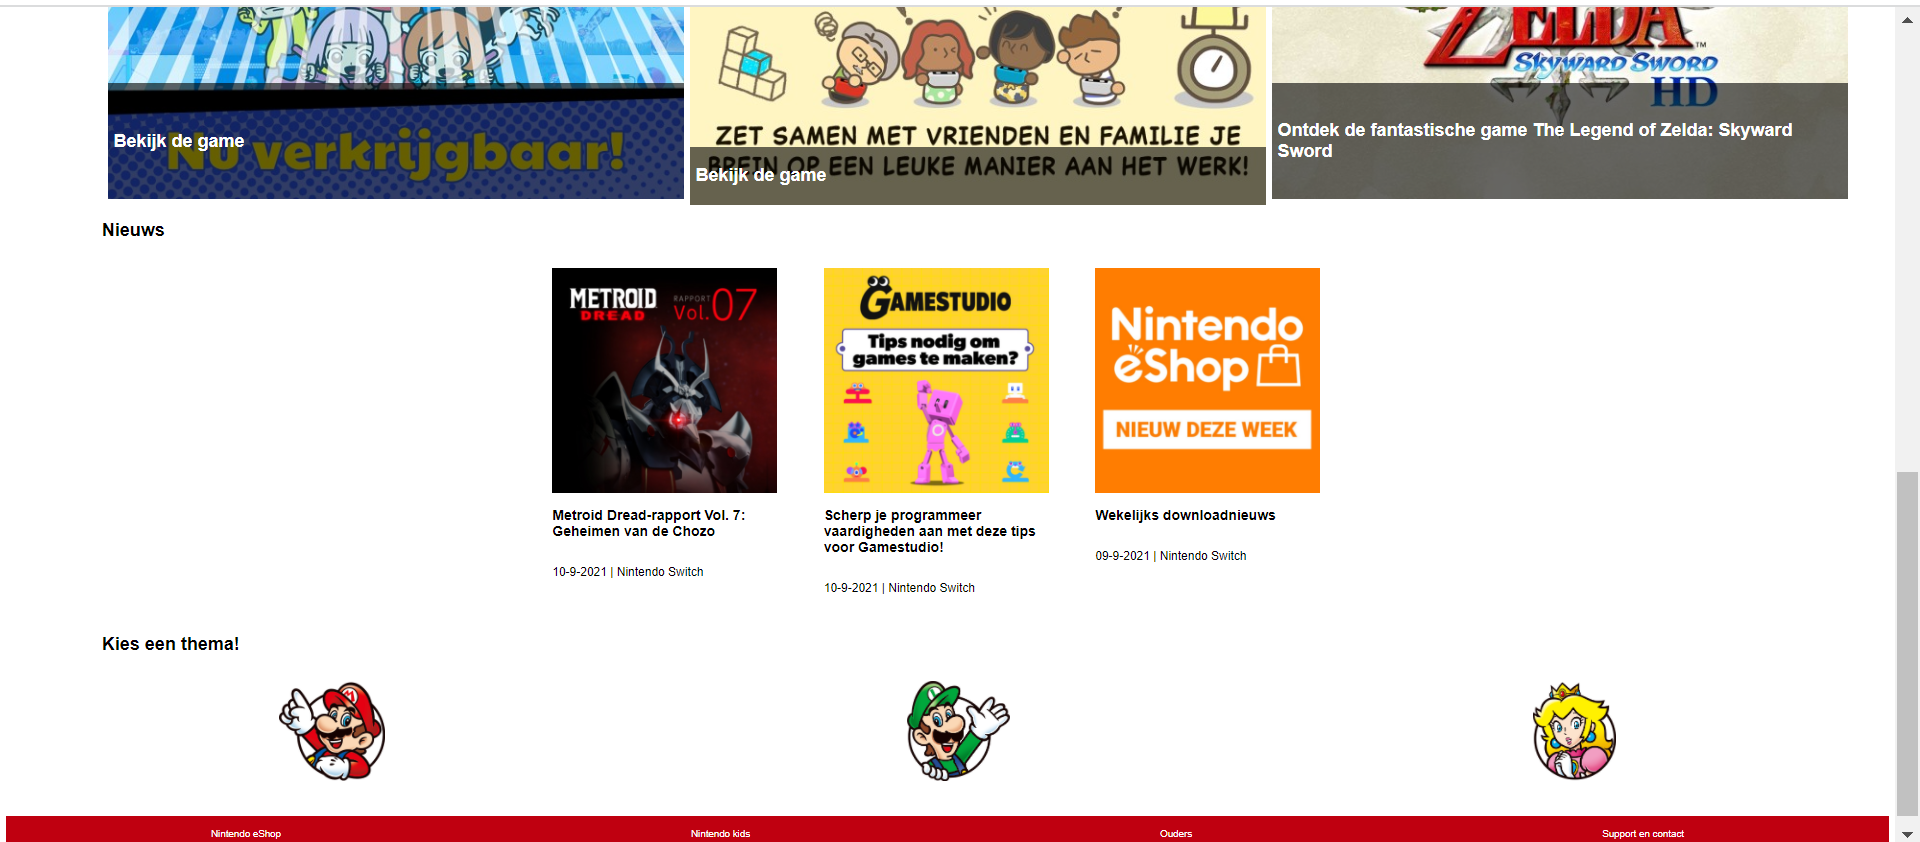 Nu verkrijgbaar!
Bekijk de game
ZET SAMEN MET VRIENDEN EN FAMILIE JE
BREIN OP EEN LEUKE MANIER AAN HET WERK!
Bekijk de game
ZELDA™
SKYWARD SWORD
HD
Ontdek de fantastische game The Legend of Zelda: Skyward
Sword
Nieuws
METROID
DREAD
RAPPORT
Vol.07
GAMESTUDIO
Tips nodig om
games te maken?
Nintendo
eShop
NIEUW DEZE WEEK
Metroid Dread-rapport Vol. 7:
Geheimen van de Chozo
10-9-2021 | Nintendo Switch
Scherp je programmeer
vaardigheden aan met deze tips
voor Gamestudio!
10-9-2021 | Nintendo Switch
Wekelijks downloadnieuws
09-9-2021 | Nintendo Switch
Kies een thema!
M
L
Nintendo eShop
Nintendo kids
Ouders
Support en contact